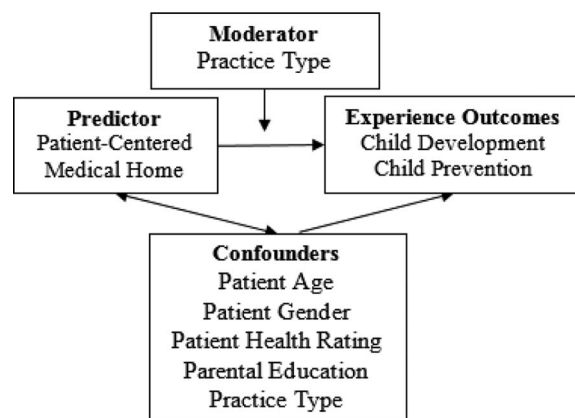 Moderator
Practice Type
Predictor
Patient-Centered
Medical Home
Experience Outcomes
Child Development
Child Prevention
Confounders
Patient Age
Patient Gender
Patient Health Rating
Parental Education
Practice Type